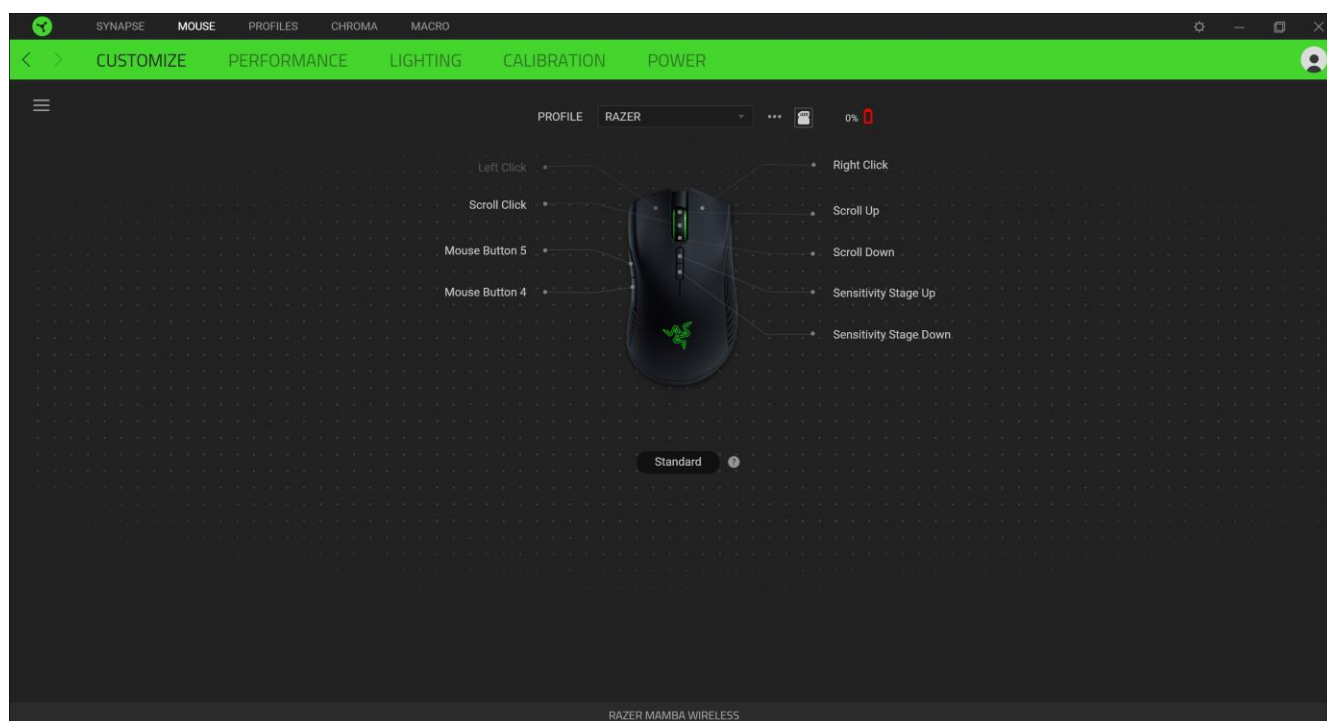 SYNAPSE MOUSE PROFILES CHROMA MACRO
CUSTOMIZE PERFORMANCE LIGHTING CALIBRATION POWER
PROFILE RAZER 0%
Left Click Right Click
Scroll Click Scroll Up
Mouse Button 5 Scroll Down
Mouse Button 4 Sensitivity Stage Up
Sensitivity Stage Down
Standard ?
RAZER MAMBA WIRELESS